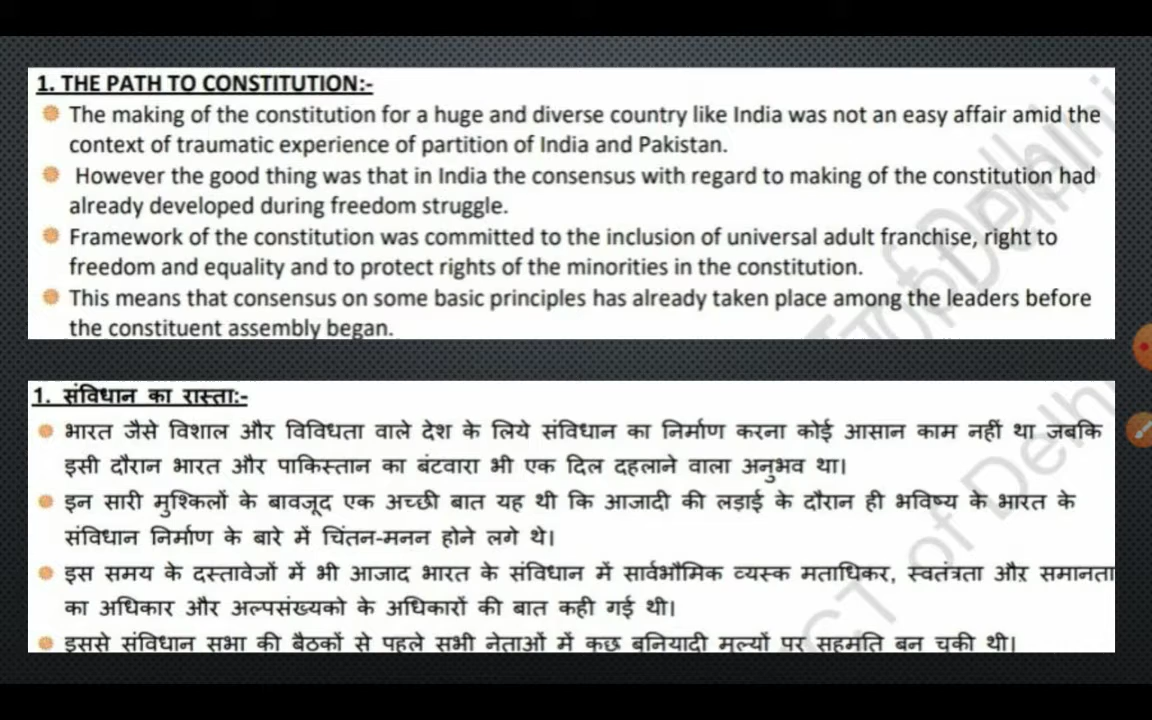 1. THE PATH TO CONSTITUTION:-
The making of the constitution for a huge and diverse country like India was not an easy affair amid the
context of traumatic experience of partition of India and Pakistan.
However the good thing was that in India the consensus with regard to making of the constitution had
already developed during freedom struggle.
Framework of the constitution was committed to the inclusion of universal adult franchise, right to
freedom and equality and to protect rights of the minorities in the constitution.
This means that consensus on some basic principles has already taken place among the leaders before
the constituent assembly began.
1. संविधान का रास्ता:-
भारत जैसे विशाल और विविधता वाले देश के लिये संविधान का निर्माण करना कोई आसान काम नहीं था जबकि
इसी दौरान भारत और पाकिस्तान का बंटवारा भी एक दिल दहलाने वाला अनुभव था।
इन सारी मुश्किलों के बावजूद एक अच्छी बात यह थी कि आजादी की लड़ाई के दौरान ही भविष्य के भारत के
संविधान निर्माण के बारे में चिंतन-मनन होने लगे थे।
इस समय के दस्तावेजों में भी आजाद भारत के संविधान में सार्वभौमिक व्यस्क मताधिकर, स्वतंत्रता और समानता
का अधिकार और अल्पसंख्यको के अधिकारों की बात कही गई थी।
इससे संविधान सभा की बैठकों से पहले सभी नेताओं में कुछ बुनियादी मूल्यों पर सहमति बन चुकी थी।